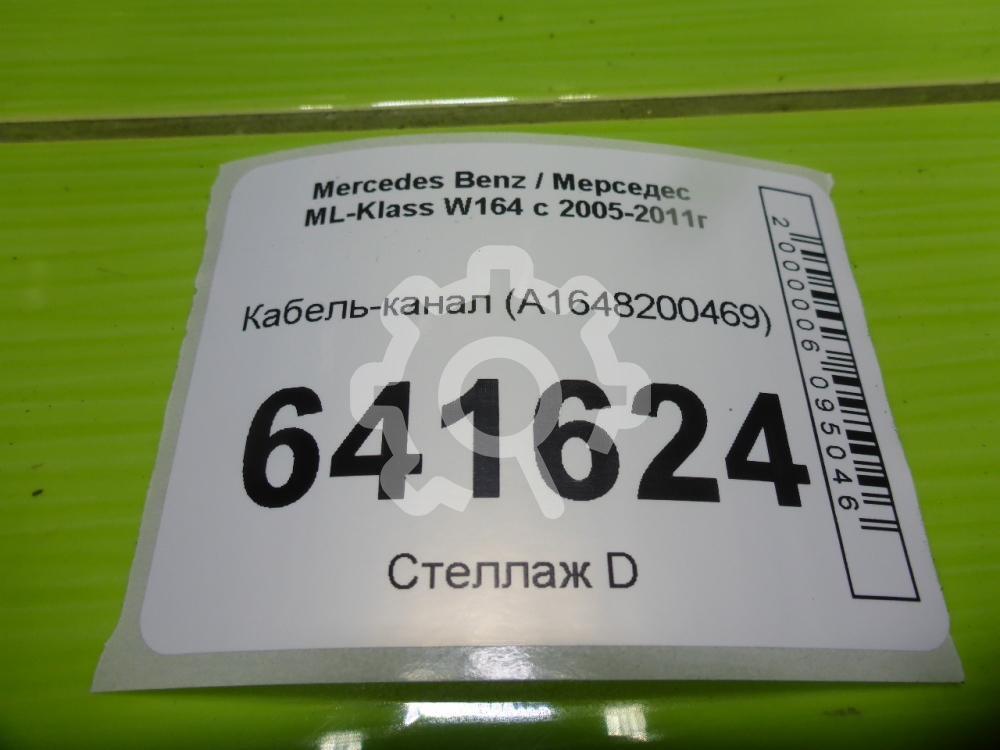 Mercedes Benz / Мерседес
ML-Klass W164 с 2005-2011г
Кабель-канал (A1648200469)
641624
Стеллаж D
2000006095046